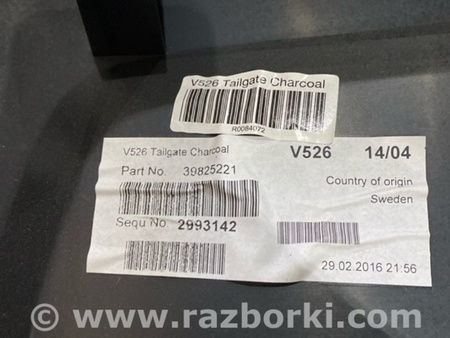 V526 Tailgate Charcoal
R0084072
V526 Tailgate Charcoal
V526 14/04
Part No. 39825221
Country of origin
Sweden
Sequ No. 2993142
29.02.2016 21:56
© www.razborki.com